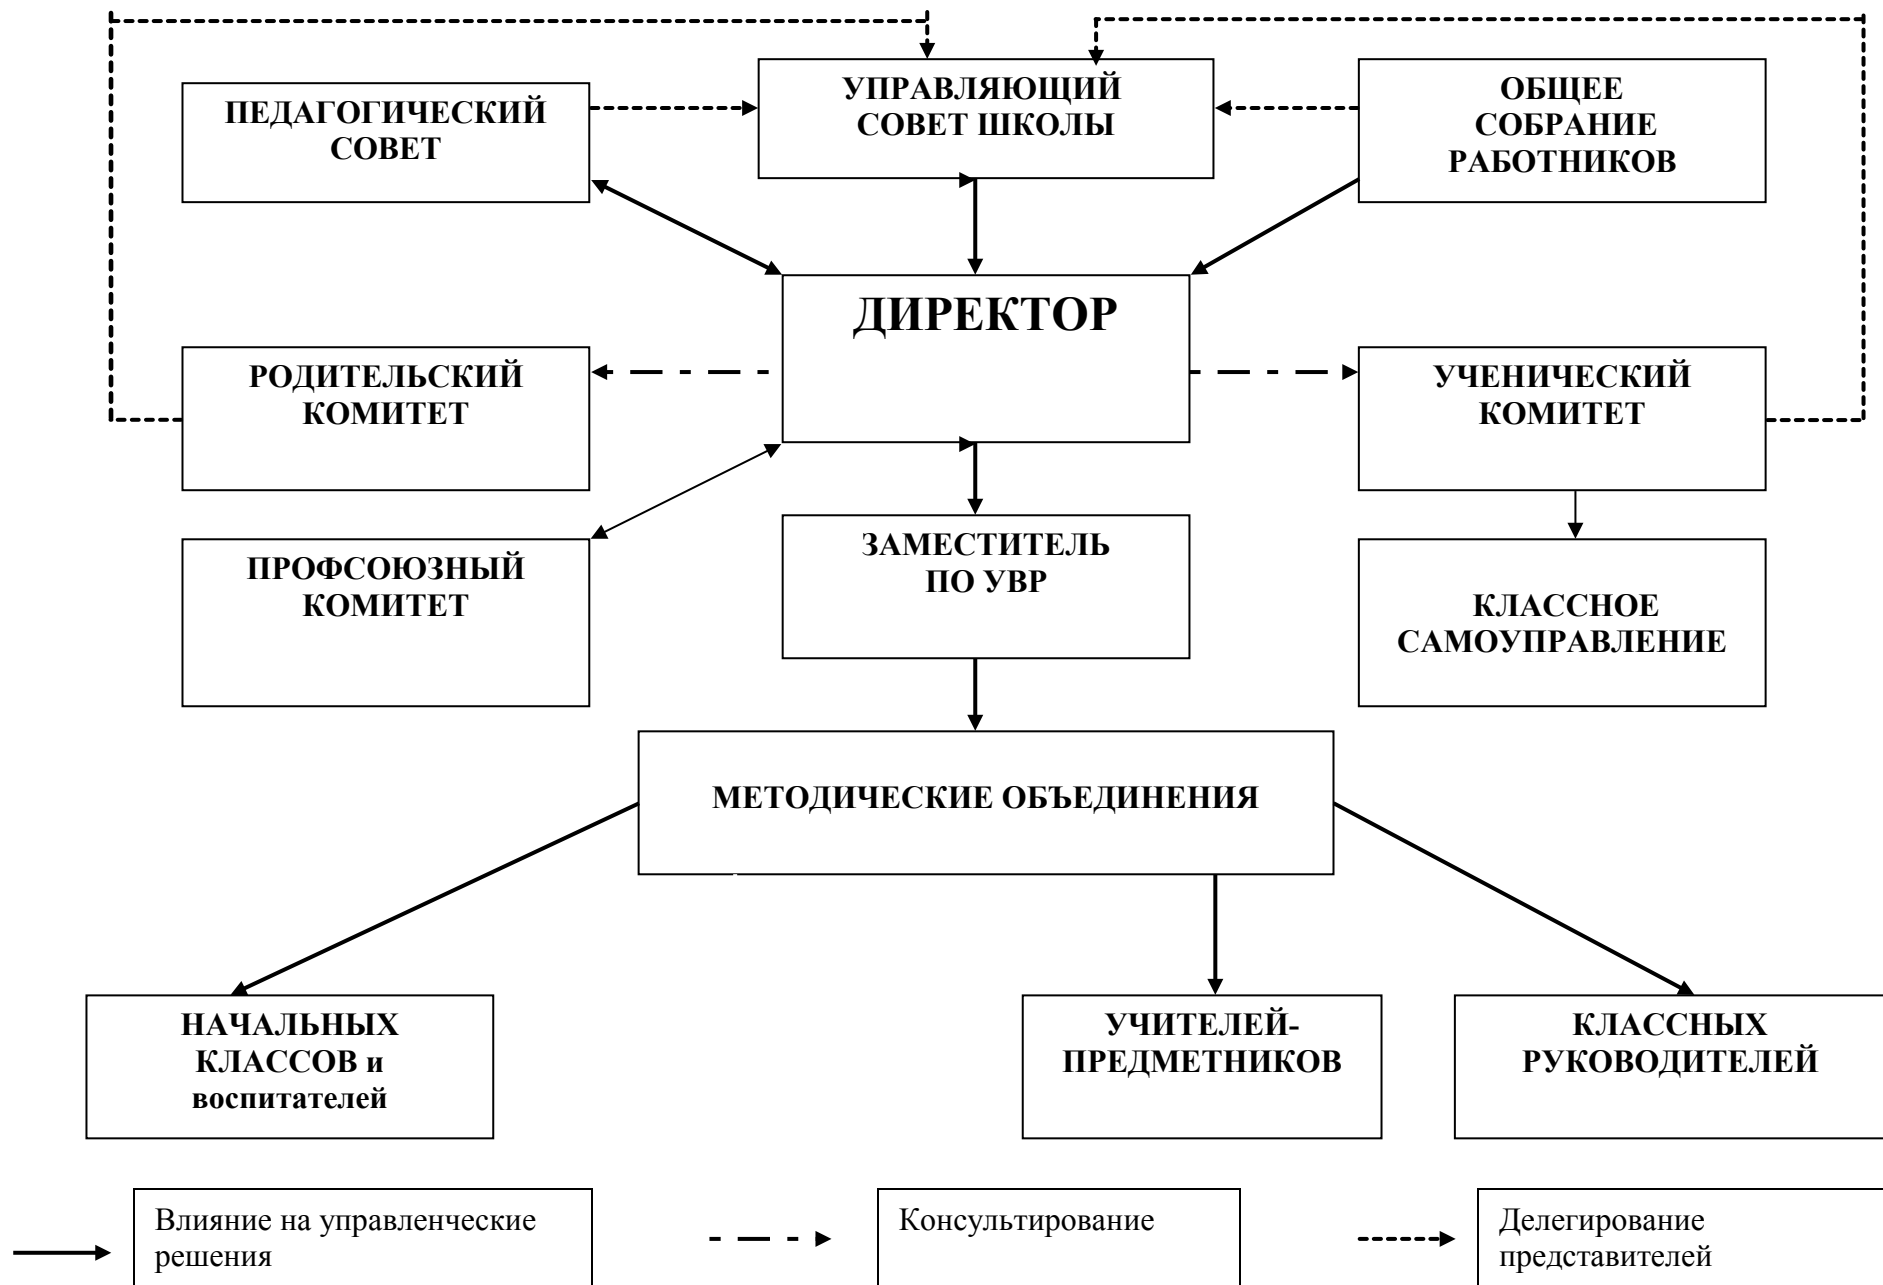 ПЕДАГОГИЧЕСКИЙ
СОВЕТ
УПРАВЛЯЮЩИЙ
СОВЕТ ШКОЛЫ
ОБЩЕЕ
СОБРАНИЕ
РАБОТНИКОВ
ДИРЕКТОР
РОДИТЕЛЬСКИЙ
КОМИТЕТ
УЧЕНИЧЕСКИЙ
КОМИТЕТ
ПРОФСОЮЗНЫЙ
КОМИТЕТ
ЗАМЕСТИТЕЛЬ
ПО УВР
КЛАССНОЕ
САМОУПРАВЛЕНИЕ
МЕТОДИЧЕСКИЕ ОБЪЕДИНЕНИЯ
НАЧАЛЬНЫХ
КЛАССОВ и
воспитателей
УЧИТЕЛЕЙ-
ПРЕДМЕТНИКОВ
КЛАССНЫХ
РУКОВОДИТЕЛЕЙ
Влияние на управленческие
решения
Консультирование
Делегирование
представителей